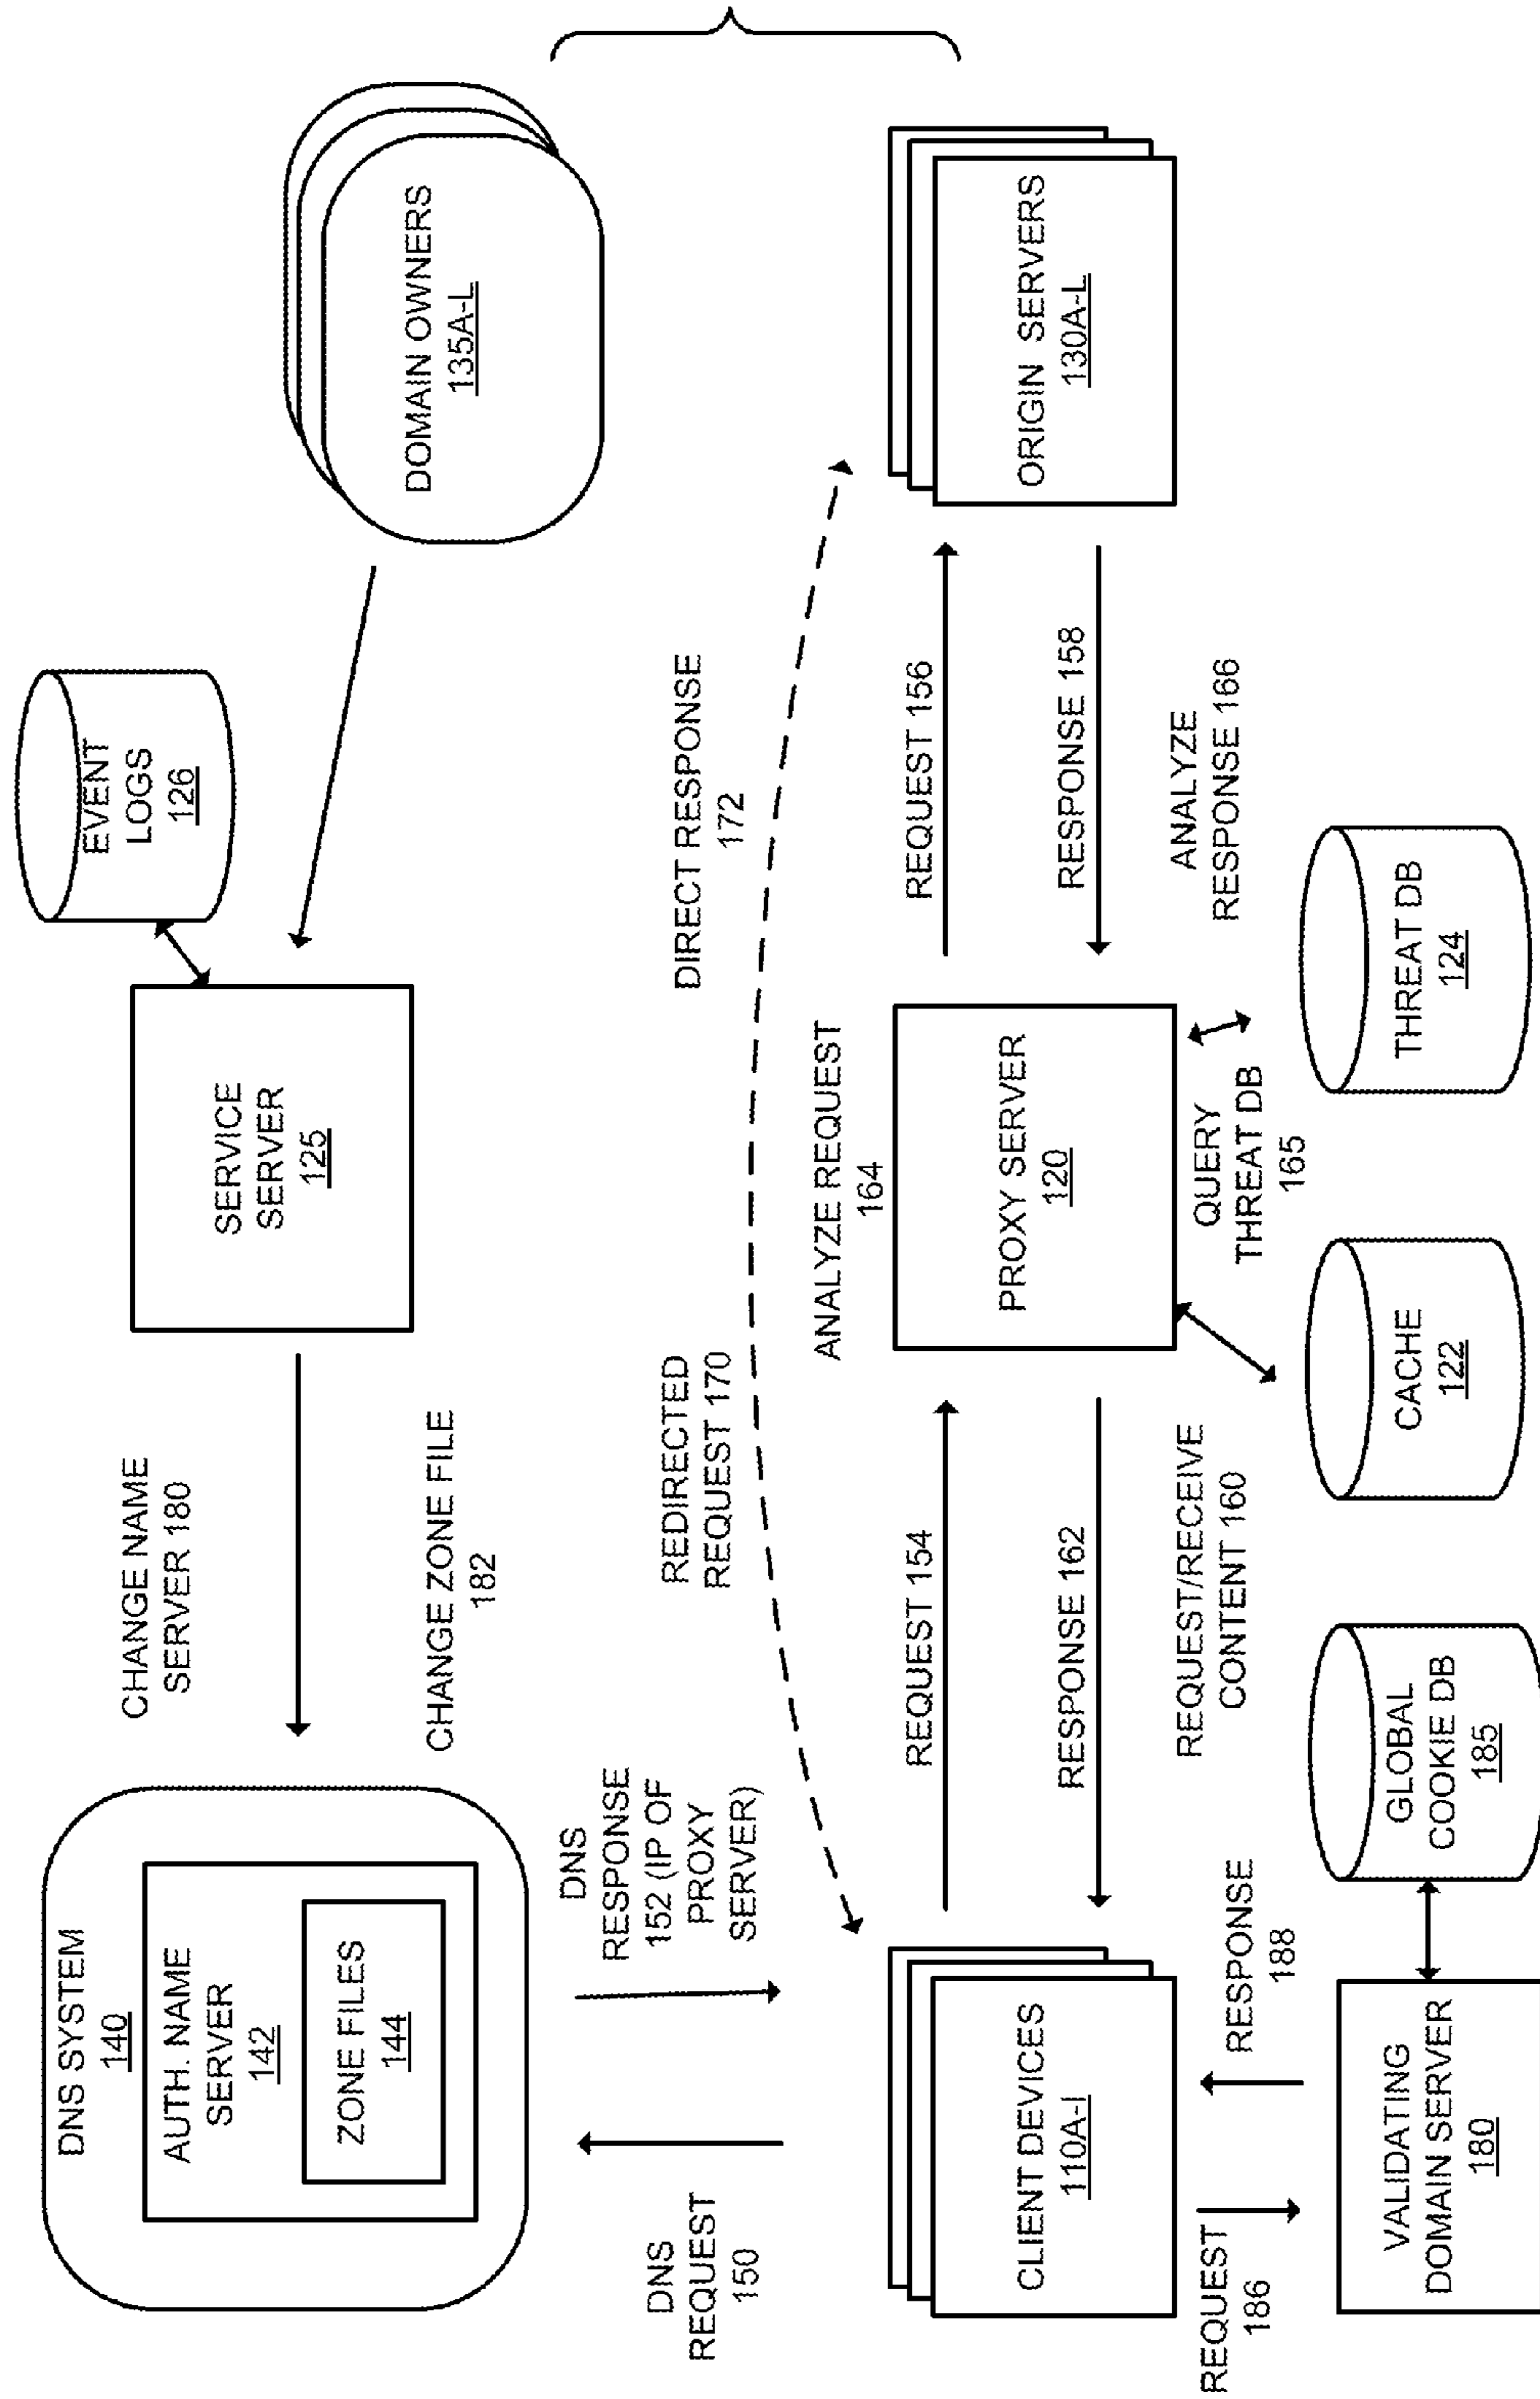 DNS SYSTEM
140
AUTH. NAME
SERVER
142
ZONE FILES
144
CHANGE NAME
SERVER 180
CHANGE ZONE FILE
182
SERVICE
SERVER
125
EVENT
LOGS
126
DOMAIN OWNERS
135A-L
DNS
REQUEST
150
DNS
RESPONSE
152 (IP OF
PROXY
SERVER)
REDIRECTED
REQUEST 170
DIRECT RESPONSE
172
CLIENT DEVICES
110A-I
REQUEST 154
RESPONSE 162
ANALYZE REQUEST
164
PROXY SERVER
120
REQUEST 156
RESPONSE 158
ORIGIN SERVERS
130A-L
ANALYZE
RESPONSE 166
REQUEST/RECEIVE
CONTENT 160
QUERY
THREAT DB
165
REQUEST
186
RESPONSE
188
VALIDATING
DOMAIN SERVER
180
GLOBAL
COOKIE DB
185
CACHE
122
THREAT DB
124